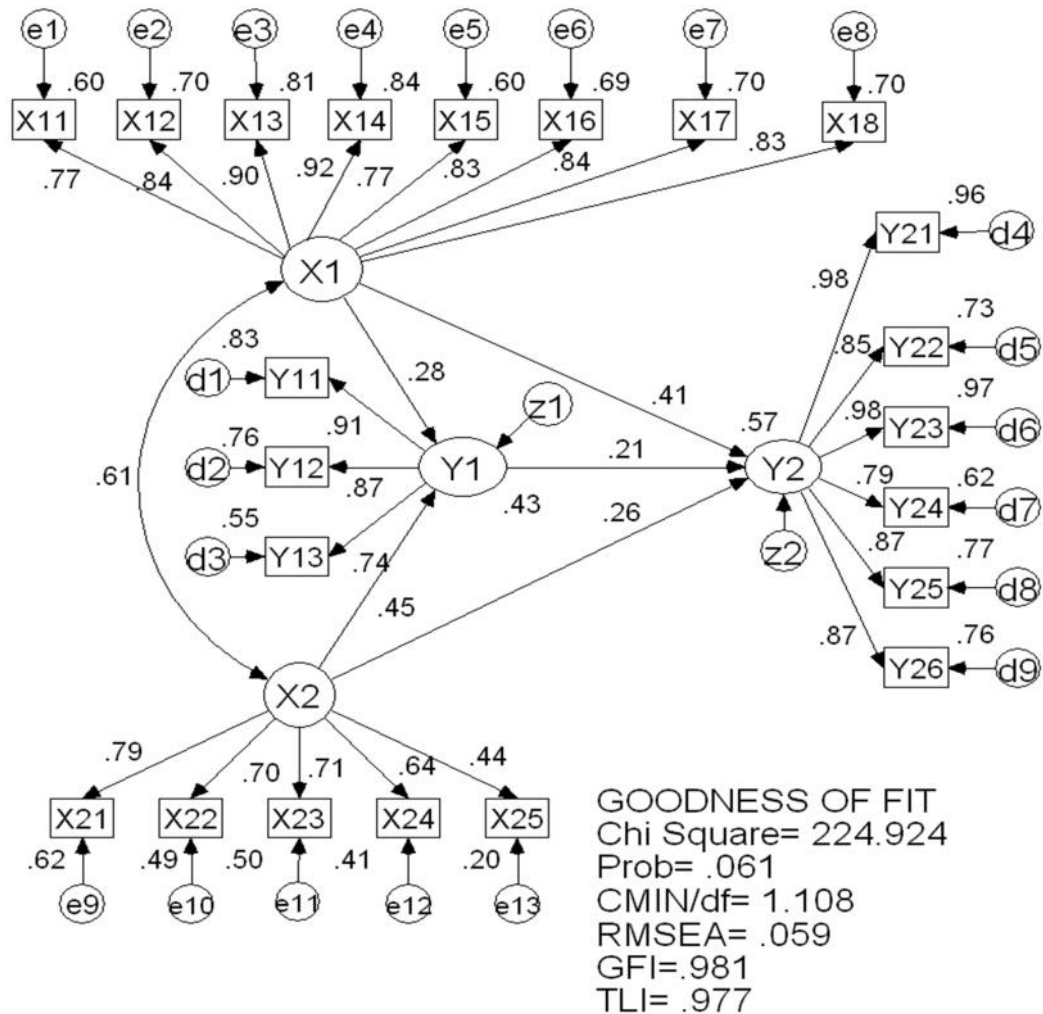 e1 e2 e3 e4 e5 e6 e7 e8
.60 .70 .81 .84 .60 .69 .70 .70
X11 X12 X13 X14 X15 X16 X17 X18
.77 .84 .90 .92 .77 .83 .84 .83
X1
.96
Y21 d4
.98
.83
d1 Y11
.28
.91
z1
.41
.73
.85 Y22 d5
.97
.98 Y23 d6
.57
.76
d2 Y12
.87
Y1
.43
.21
Y2
.61
.79 .62
Y24 d7
.55
d3 Y13
.74
.26
z2
.87 .77
Y25 d8
.45
.87 .76
Y26 d9
X2
.79 .70 .71 .64 .44
X21 X22 X23 X24 X25
.62 .49 .50 .41 .20
e9 e10 e11 e12 e13
GOODNESS OF FIT
Chi Square= 224.924
Prob= .061
CMIN/df= 1.108
RMSEA= .059
GFI=.981
TLI= .977